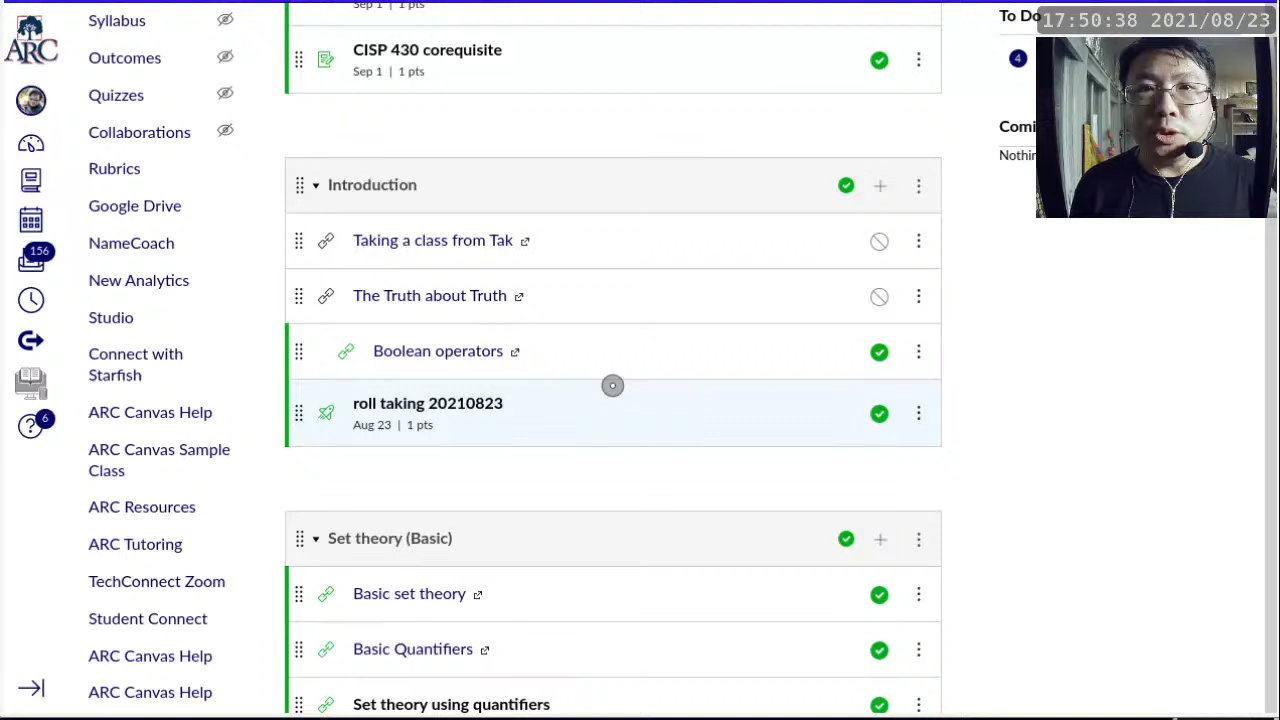 Sep 1 | 1 pts
CISP 430 corequisite
Sep 1 | 1 pts
Introduction
Taking a class from Tak
The Truth about Truth
Boolean operators
roll taking 20210823
Aug 23 | 1 pts
Set theory (Basic)
Basic set theory
Basic Quantifiers
Set theory using quantifiers
ARC
156
6
Syllabus
Outcomes
Quizzes
Collaborations
Rubrics
Google Drive
NameCoach
New Analytics
Studio
Connect with
Starfish
ARC Canvas Help
ARC Canvas Sample
Class
ARC Resources
ARC Tutoring
TechConnect Zoom
Student Connect
ARC Canvas Help
ARC Canvas Help
To Do
4
Comi
Nothin
17:50:38 2021/08/23